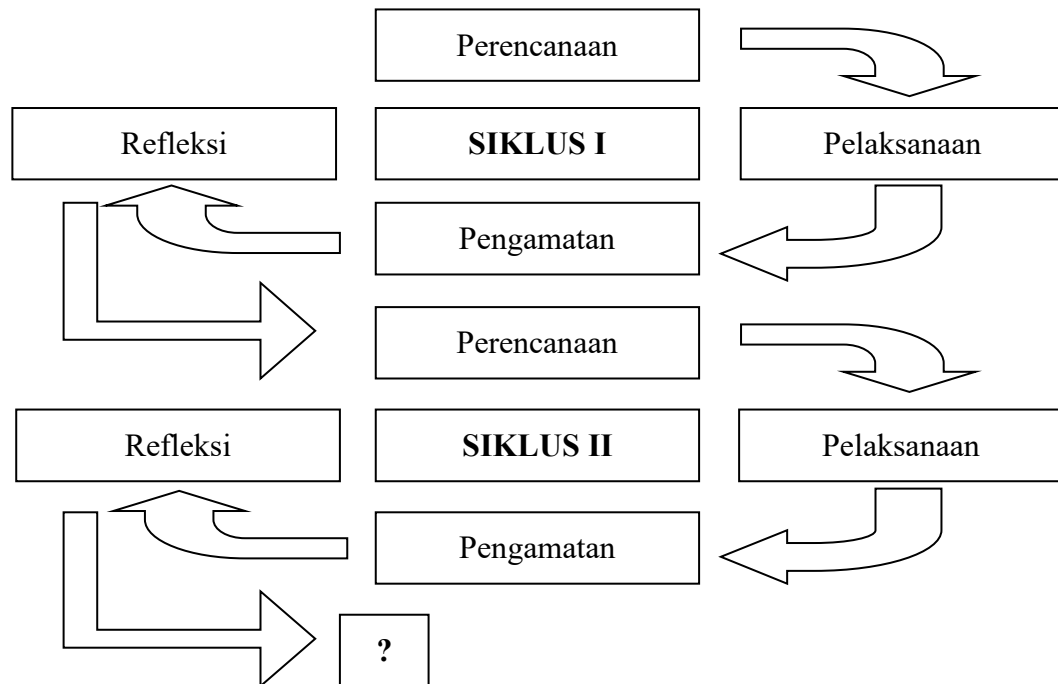 Perencanaan
Refleksi
SIKLUS I
Pelaksanaan
Pengamatan
Perencanaan
Refleksi
SIKLUS II
Pelaksanaan
Pengamatan
?